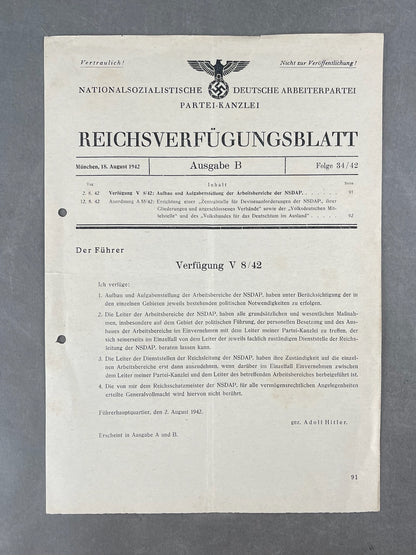 Vertraulich!
Nicht zur Veröffentlichung!
NATIONALSOZIALISTISCHE DEUTSCHE ARBEITERPARTEI
PARTEI-KANZLEI
REICHSVERFÜGUNGSBLATT
München, 18. August 1942 Ausgabe B Folge 34/42
Tag Inhalt Seite
2. 8. 42 Verfügung V 8/42: Aufbau und Aufgabenstellung der Arbeitsbereiche der NSDAP. 91
12. 8. 42 Anordnung A 55/42: Errichtung einer „Zentralstelle für Devisenanforderungen der NSDAP., ihrer
Gliederungen und angeschlossenen Verbände" sowie der „Volksdeutschen Mit-
telstelle" und des „Volksbundes für das Deutschtum im Ausland" 92
Der Führer
Verfügung V 8/42
Ich verfüge:
1. Aufbau und Aufgabenstellung der Arbeitsbereiche der NSDAP. haben unter Berücksichtigung der in
den einzelnen Gebieten jeweils bestehenden politischen Notwendigkeiten zu erfolgen.
2. Die Leiter der Arbeitsbereiche der NSDAP. haben alle grundsätzlichen und wesentlichen Maßnah-
men, insbesondere auf dem Gebiet der politischen Führung, der personellen Besetzung und des Aus-
baues der Arbeitsbereiche im Einvernehmen mit dem Leiter meiner Partei-Kanzlei zu treffen, der
sich seinerseits im Einzelfall von dem Leiter der jeweils fachlich zuständigen Dienststelle der Reichs-
leitung der NSDAP. beraten lassen kann.
3. Die Leiter der Dienststellen der Reichsleitung der NSDAP. haben ihre Zuständigkeit auf die einzel-
nen Arbeitsbereiche erst dann auszudehnen, wenn darüber im Einzelfall Einvernehmen zwischen
dem Leiter meiner Partei-Kanzlei und dem Leiter des betreffenden Arbeitsbereiches herbeigeführt ist.
4. Die von mir dem Reichsschatzmeister der NSDAP. für alle vermögensrechtlichen Angelegenheiten
erteilte Generalvollmacht wird hiervon nicht berührt.
Führerhauptquartier, den 2. August 1942.
gez. Adolf Hitler.
Erscheint in Ausgabe A und B.
91